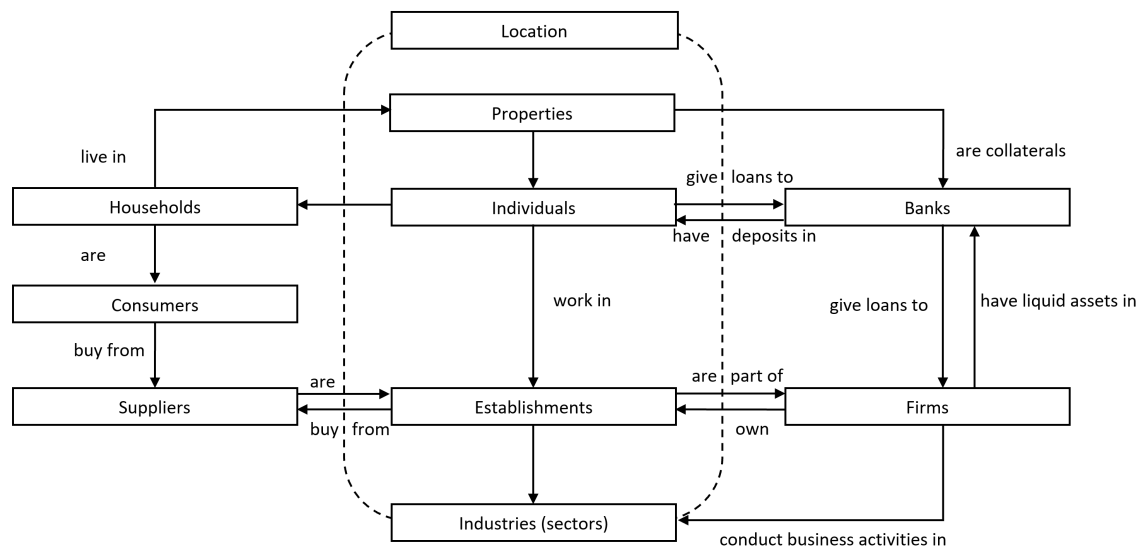 Location
Properties
live in
are collaterals
give loans to
Households
Individuals
Banks
have deposits in
are
Consumers
work in
give loans to
have liquid assets in
buy from
are
are part of
Suppliers
Establishments
Firms
buy from
own
Industries (sectors)
conduct business activities in